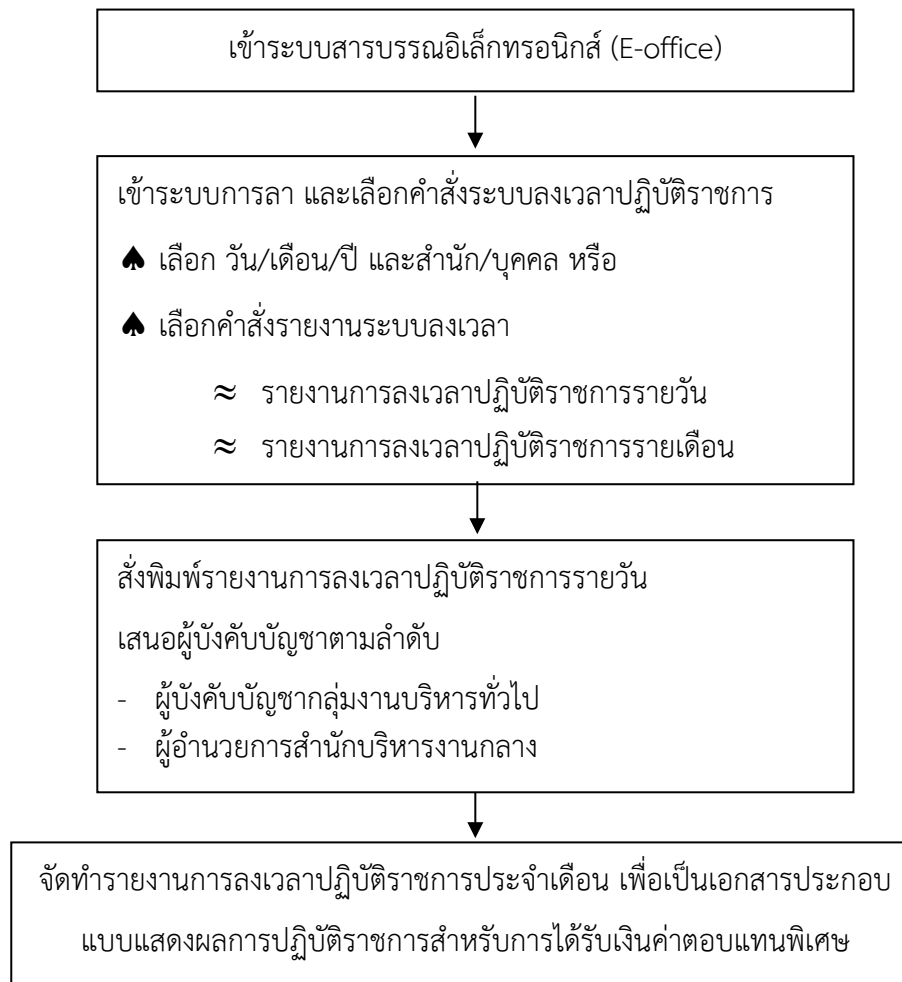 เข้าระบบสารบรรณอิเล็กทรอนิกส์ (E-office)
เข้าระบบการลา และเลือกคำสั่งระบบลงเวลาปฏิบัติราชการ
♠ เลือก วัน/เดือน/ปี และสำนัก/บุคคล หรือ
♠ เลือกคำสั่งรายงานระบบลงเวลา
≈ รายงานการลงเวลาปฏิบัติราชการรายวัน
≈ รายงานการลงเวลาปฏิบัติราชการรายเดือน
สั่งพิมพ์รายงานการลงเวลาปฏิบัติราชการรายวัน
เสนอผู้บังคับบัญชาตามลำดับ
- ผู้บังคับบัญชากลุ่มงานบริหารทั่วไป
- ผู้อำนวยการสำนักบริหารงานกลาง
จัดทำรายงานการลงเวลาปฏิบัติราชการประจำเดือน เพื่อเป็นเอกสารประกอบ
แบบแสดงผลการปฏิบัติราชการสำหรับการได้รับเงินค่าตอบแทนพิเศษ